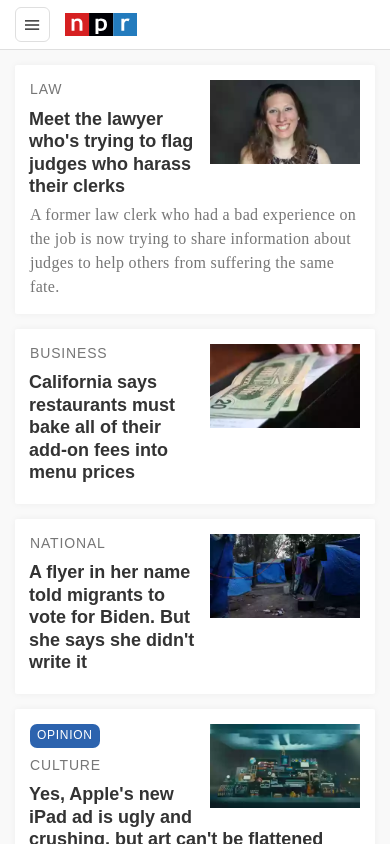 npr
LAW
Meet the lawyer
who's trying to flag
judges who harass
their clerks
A former law clerk who had a bad experience on
the job is now trying to share information about
judges to help others from suffering the same
fate.
BUSINESS
California says
restaurants must
bake all of their
add-on fees into
menu prices
NATIONAL
A flyer in her name
told migrants to
vote for Biden. But
she says she didn't
write it
OPINION
CULTURE
Yes, Apple's new
iPad ad is ugly and
crushing, but art can't be flattened